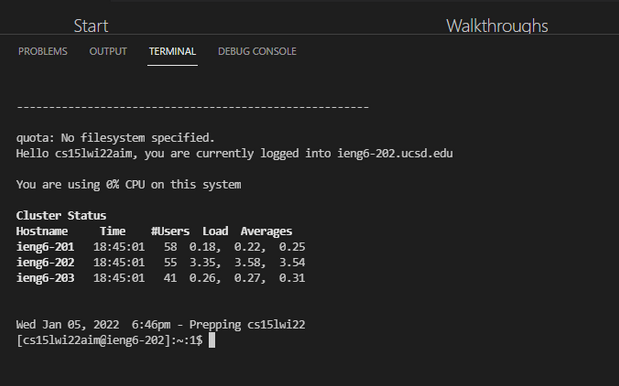 Start Walkthroughs
PROBLEMS OUTPUT TERMINAL DEBUG CONSOLE
-------------------------------------------------------
quota: No filesystem specified.
Hello cs15lwi22aim, you are currently logged into ieng6-202.ucsd.edu
You are using 0% CPU on this system
Cluster Status
Hostname Time #Users Load Averages
ieng6-201 18:45:01 58 0.18, 0.22, 0.25
ieng6-202 18:45:01 55 3.35, 3.58, 3.54
ieng6-203 18:45:01 41 0.26, 0.27, 0.31
Wed Jan 05, 2022 6:46pm - Prepping cs15lwi22
[cs15lwi22aim@ieng6-202]:~:1$